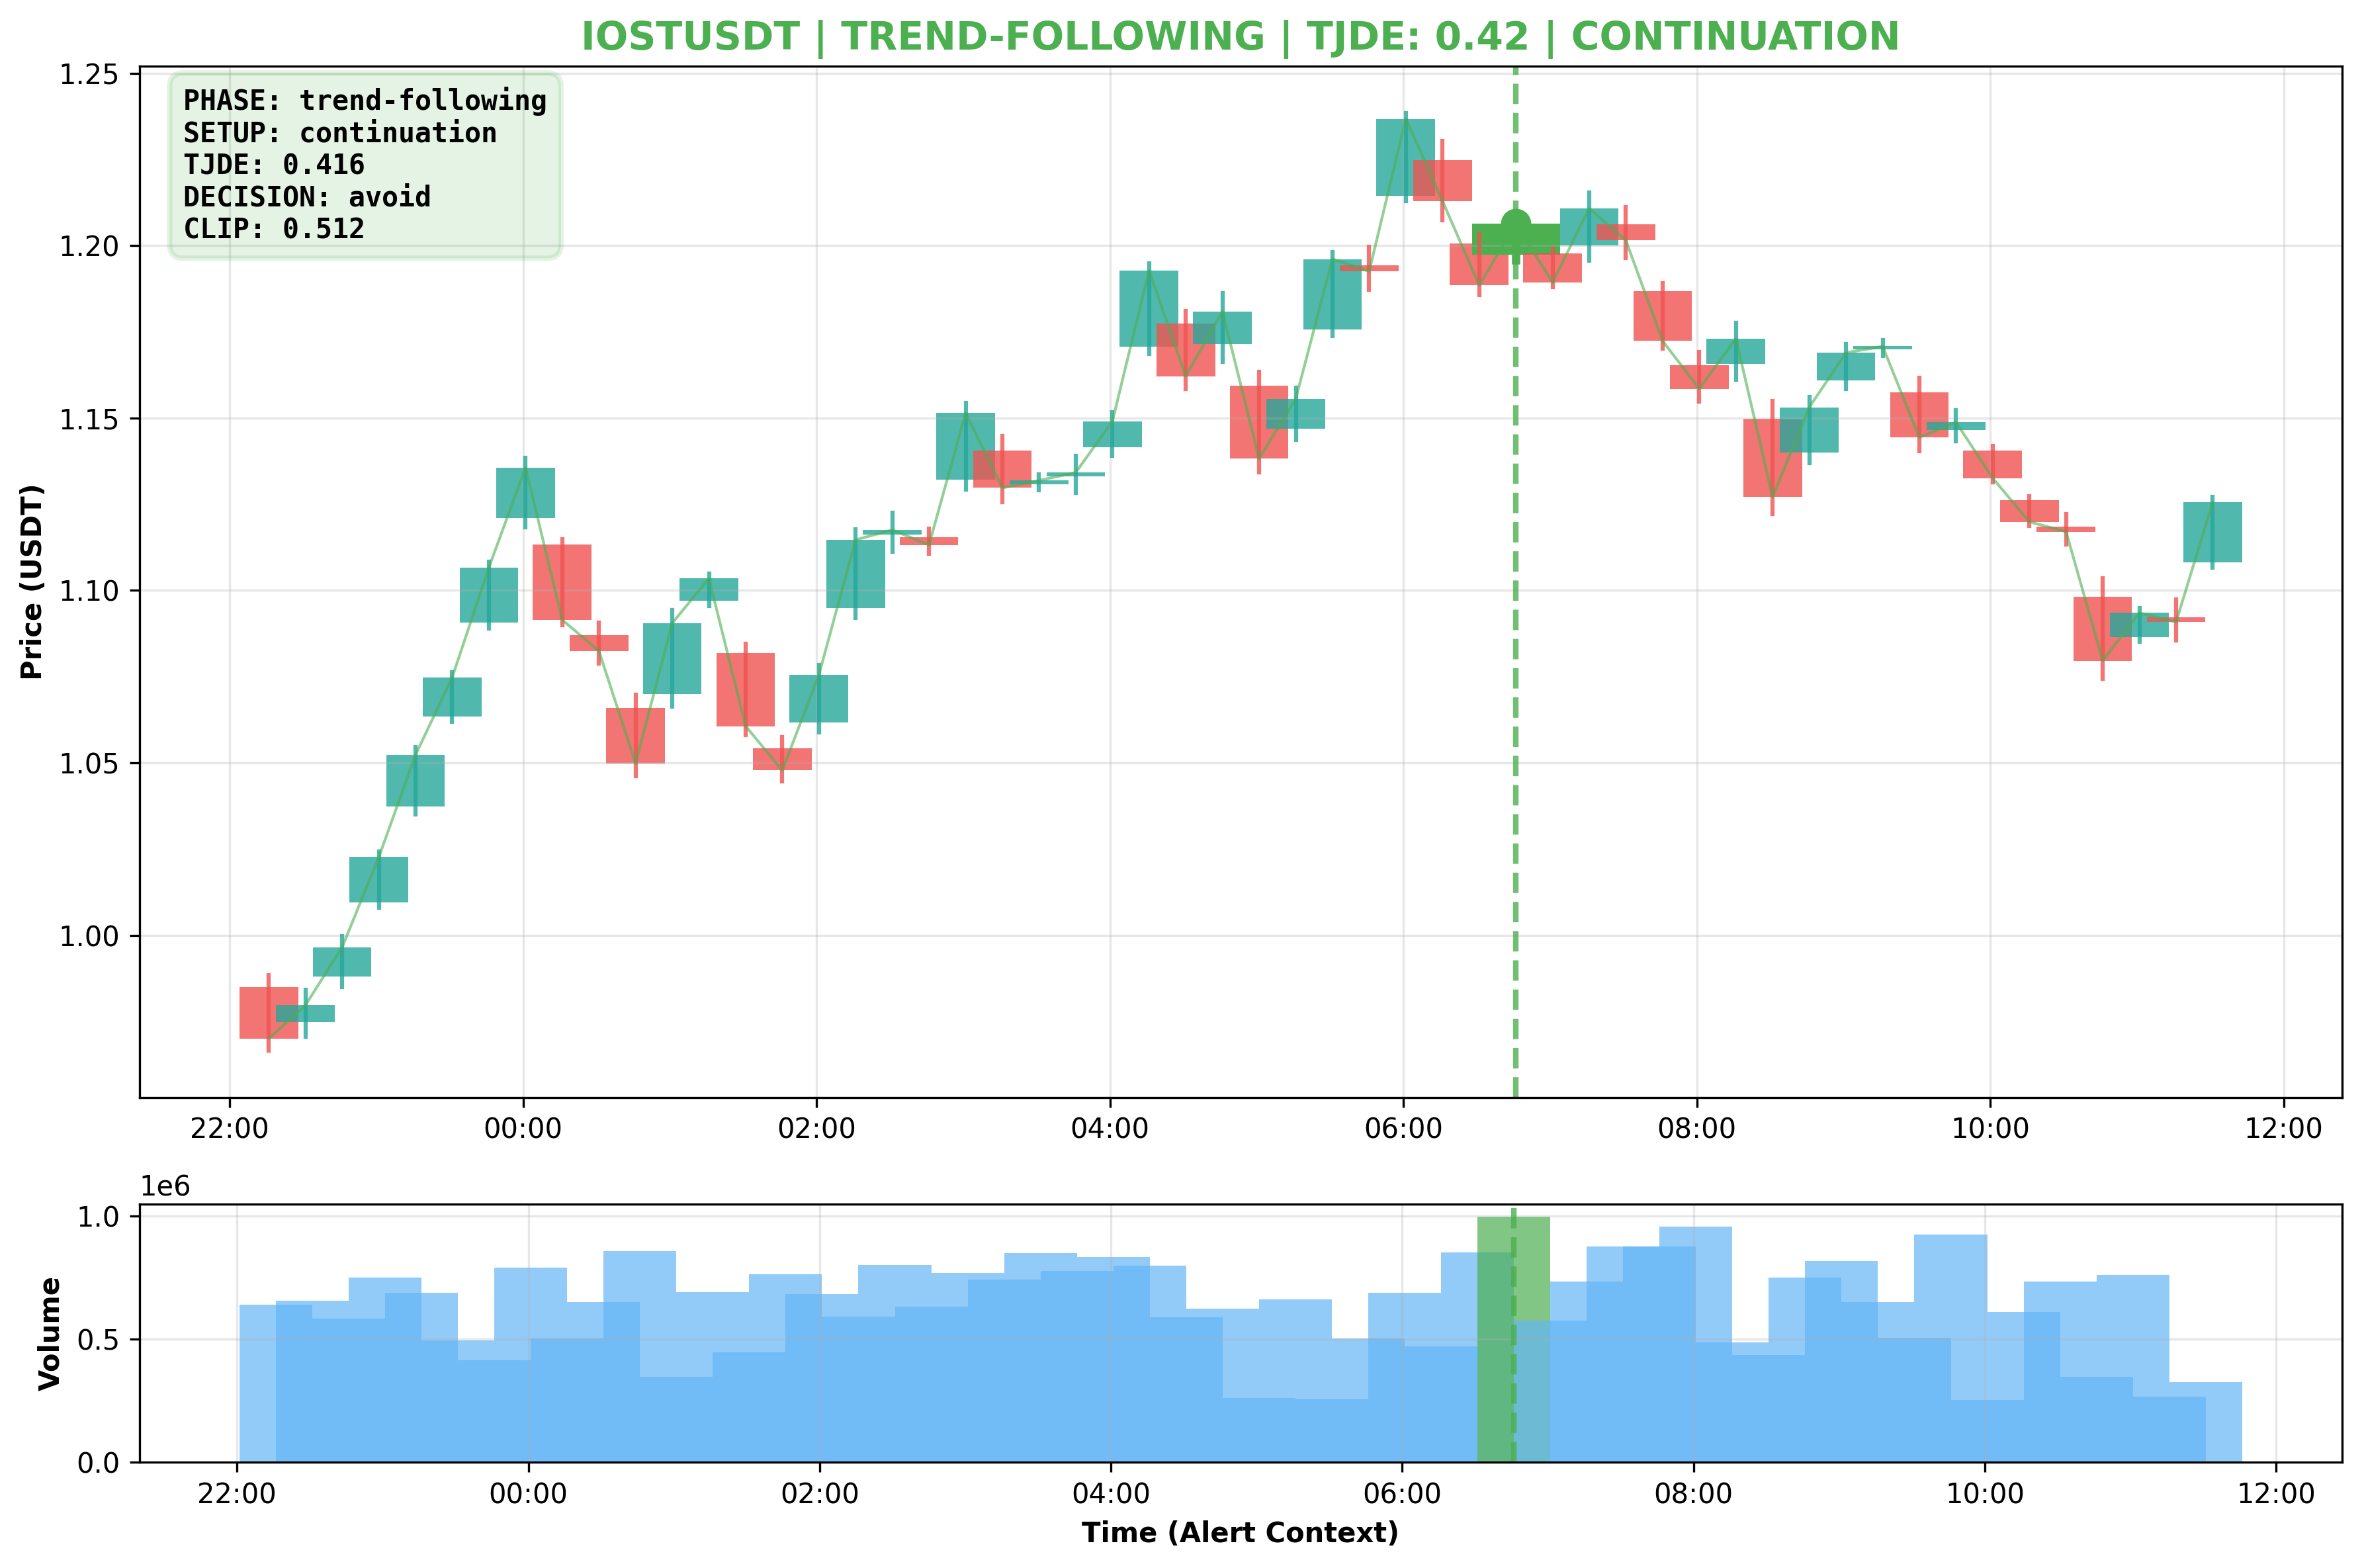 IOSTUSDT | TREND-FOLLOWING | TJDE: 0.42 | CONTINUATION
PHASE: trend-following
SETUP: continuation
TJDE: 0.416
DECISION: avoid
CLIP: 0.512
Price (USDT)
1.25
1.20
1.15
1.10
1.05
1.00
22:00 00:00 02:00 04:00 06:00 08:00 10:00 12:00
1e6
Volume
1.0
0.5
0.0
22:00 00:00 02:00 04:00 06:00 08:00 10:00 12:00
Time (Alert Context)